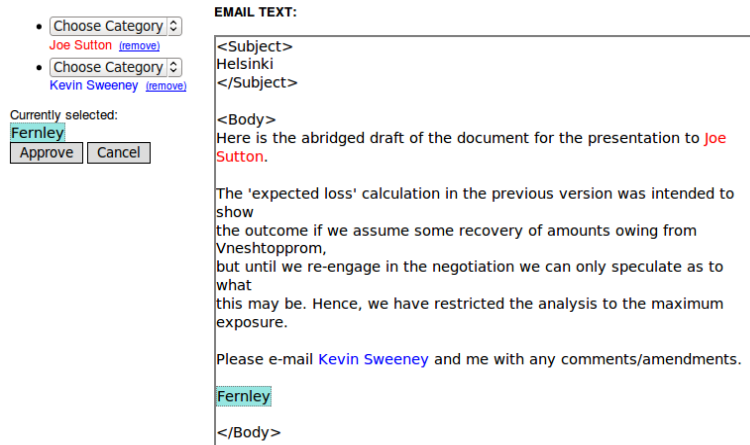 Choose Category
Joe Sutton (remove)
Choose Category
Kevin Sweeney (remove)
Currently selected:
Fernley
Approve Cancel
EMAIL TEXT:
<Subject>
Helsinki
</Subject>
<Body>
Here is the abridged draft of the document for the presentation to Joe
Sutton.
The 'expected loss' calculation in the previous version was intended to
show
the outcome if we assume some recovery of amounts owing from
Vneshtopprom,
but until we re-engage in the negotiation we can only speculate as to
what
this may be. Hence, we have restricted the analysis to the maximum
exposure.
Please e-mail Kevin Sweeney and me with any comments/amendments.
Fernley
</Body>